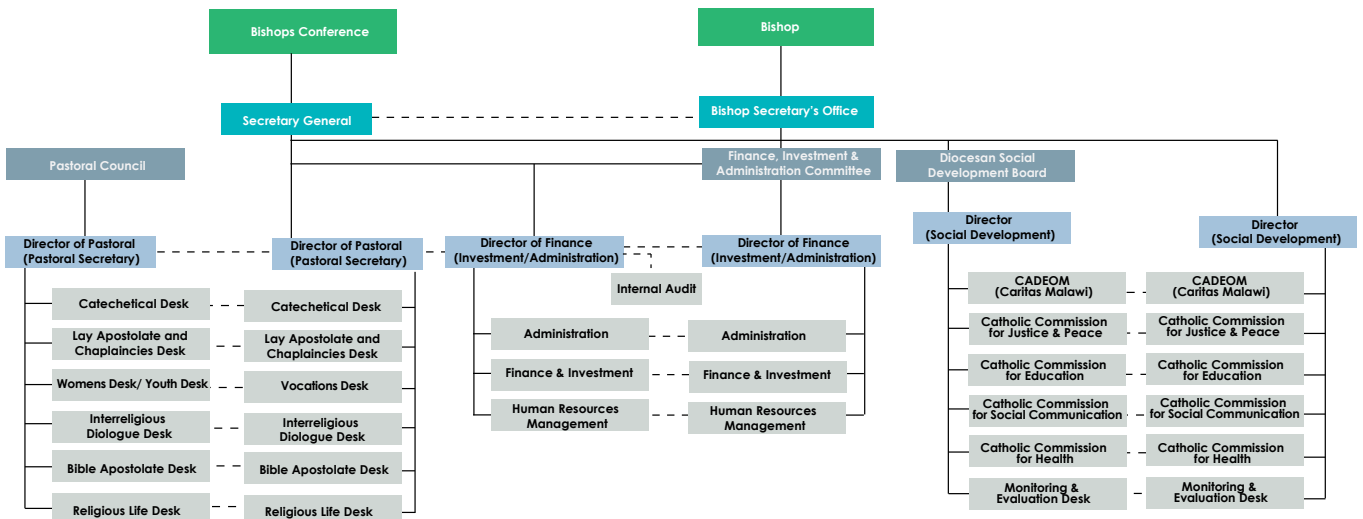 Bishops Conference
Bishop
Secretary General
Bishop Secretary's Office
Pastoral Council
Finance, Investment &
Administration Committee
Diocesan Social
Development Board
Director of Pastoral
(Pastoral Secretary)
Director of Pastoral
(Pastoral Secretary)
Director of Finance
(Investment/Administration)
Director of Finance
(Investment/Administration)
Director
(Social Development)
Director
(Social Development)
Internal Audit
Catechetical Desk
Catechetical Desk
Lay Apostolate and
Chaplaincies Desk
Lay Apostolate and
Chaplaincies Desk
Womens Desk/ Youth Desk
Vocations Desk
Interreligious
Diologue Desk
Interreligious
Diologue Desk
Bible Apostolate Desk
Bible Apostolate Desk
Religious Life Desk
Religious Life Desk
Administration
Administration
Finance & Investment
Finance & Investment
Human Resources
Management
Human Resources
Management
CADEOM
(Caritas Malawi)
CADEOM
(Caritas Malawi)
Catholic Commission
for Justice & Peace
Catholic Commission
for Justice & Peace
Catholic Commission
for Education
Catholic Commission
for Education
Catholic Commission
for Social Communication
Catholic Commission
for Social Communication
Catholic Commission
for Health
Catholic Commission
for Health
Monitoring &
Evaluation Desk
Monitoring &
Evaluation Desk